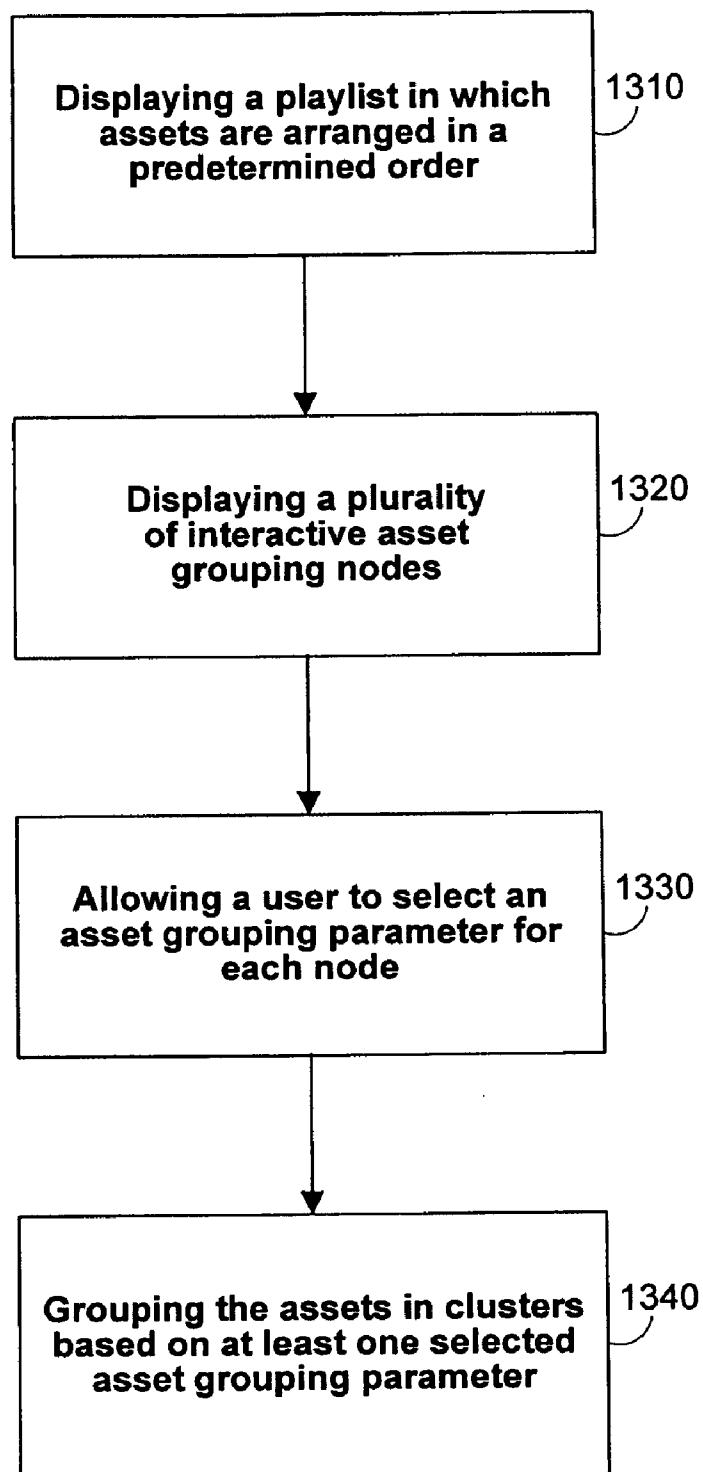 Displaying a playlist in which
assets are arranged in a
predetermined order
1310
Displaying a plurality
of interactive asset
grouping nodes
1320
Allowing a user to select an
asset grouping parameter for
each node
1330
Grouping the assets in clusters
based on at least one selected
asset grouping parameter
1340